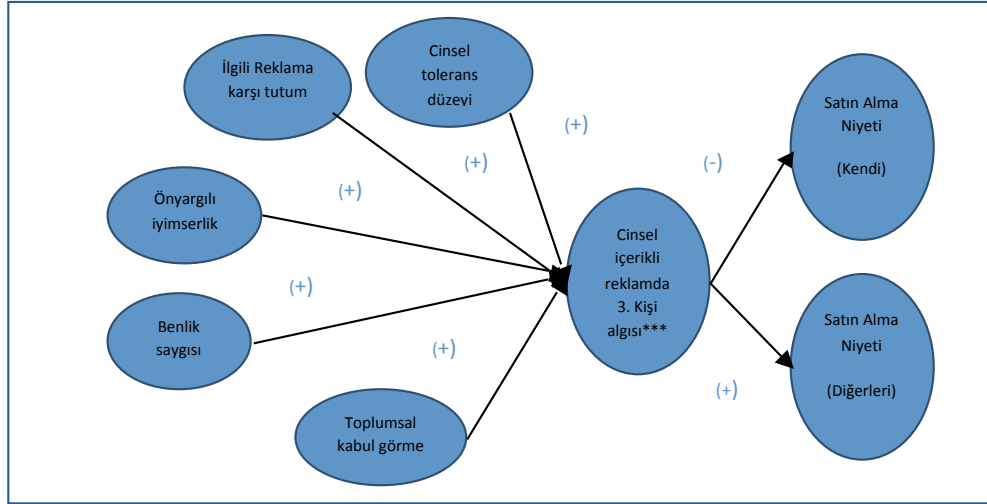 İlgili Reklama
karşı tutum
Cinsel
tolerans
düzeyi
(+)
(+)
(+)
Önyargılı
iyimserlik
(+)
Benlik
saygısı
(+)
Toplumsal
kabul görme
Cinsel
içerikli
reklamda
3. Kişi
algısı***
(-)
Satın Alma
Niyeti
(Kendi)
(+)
Satın Alma
Niyeti
(Diğerleri)